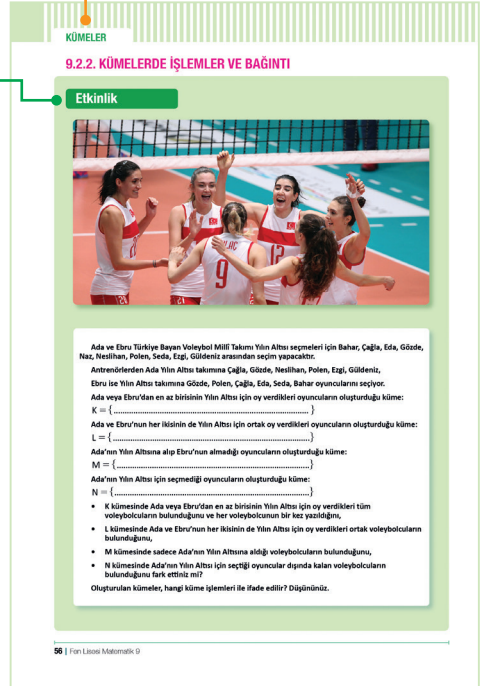 KÜMELER
9.2.2. KÜMELERDE İŞLEMLER VE BAĞINTI
Etkinlik
9
12
Ada ve Ebru Türkiye Bayan Voleybol Millî Takımı Yılın Altısı seçmeleri için Bahar, Çağla, Eda, Gözde,
Naz, Neslihan, Polen, Seda, Ezgi, Güldeniz arasından seçim yapacaktır.
Antrenörlerden Ada Yılın Altısı takımına Çağla, Gözde, Neslihan, Polen, Ezgi, Güldeniz,
Ebru ise Yılın Altısı takımına Gözde, Polen, Çağla, Eda, Seda, Bahar oyuncularını seçiyor.
Ada veya Ebru'dan en az birisinin Yılın Altısı için oy verdikleri oyuncuların oluşturduğu küme:
K = {.................................................................................... }
Ada ve Ebru'nun her ikisinin de Yılın Altısı için ortak oy verdikleri oyuncuların oluşturduğu küme:
L = {.....................................................................................}
Ada'nın Yılın Altısına alıp Ebru'nun almadığı oyuncuların oluşturduğu küme:
M = {...................................................................................}
Ada'nın Yılın Altısı için seçmediği oyuncuların oluşturduğu küme:
N = {....................................................................................}
• K kümesinde Ada veya Ebru'dan en az birisinin Yılın Altısı için oy verdikleri tüm
voleybolcuların bulunduğunu ve her voleybolcunun bir kez yazıldığını,
• L kümesinde Ada ve Ebru'nun her ikisinin de Yılın Altısı için oy verdikleri ortak voleybolcuların
bulunduğunu,
• M kümesinde sadece Ada'nın Yılın Altısına aldığı voleybolcuların bulunduğunu,
• N kümesinde Ada'nın Yılın Altısı için seçtiği oyuncular dışında kalan voleybolcuların
bulunduğunu fark ettiniz mi?
Oluşturulan kümeler, hangi küme işlemleri ile ifade edilir? Düşününüz.
56 | Fen Lisesi Matematik 9